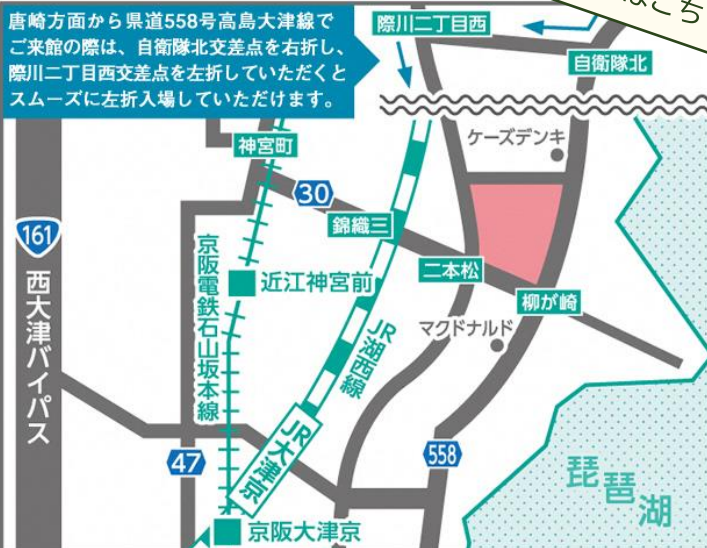 唐崎方面から県道558号高島大津線で
ご来館の際は、自衛隊北交差点を右折し、
際川二丁目西交差点を左折していただくと
スムーズに左折入場していただけます。
はこち
際川二丁目西
自衛隊北
ケーズデンキ
神宮町
30
錦織三
161
西大津バイパス
京阪電鉄石山坂本線
近江神宮前
二本松
柳が崎
マクドナルド
JR湖西線
JR大津京
47
558
琵琶湖
京阪大津京